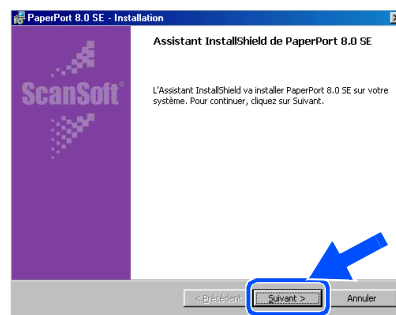 PaperPort 8.0 SE - Installation
Assistant InstallShield de PaperPort 8.0 SE
ScanSoft®
L'Assistant InstallShield va installer PaperPort 8.0 SE sur votre
système. Pour continuer, cliquez sur Suivant.
< Précédent
Suivant >
Annuler